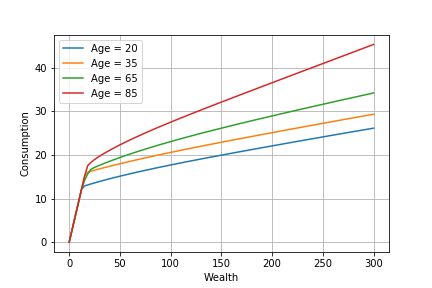 Age = 20
Age = 35
Age = 65
Age = 85
Consumption
40
30
20
10
0
0 50 100 150 200 250 300
Wealth